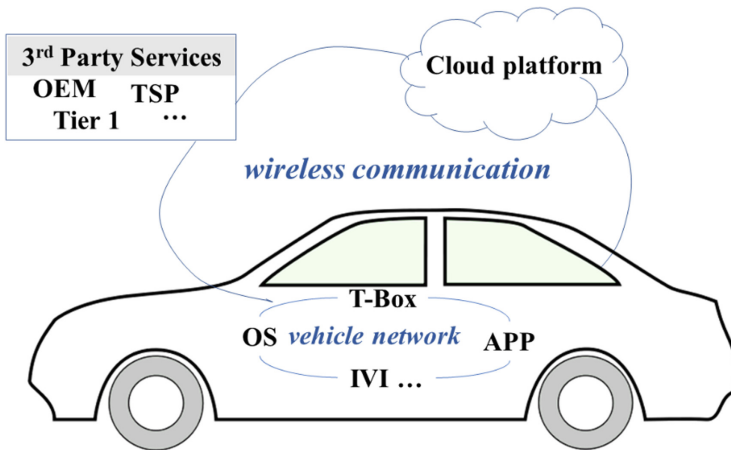 3rd Party Services
OEM TSP
Tier 1 ...
Cloud platform
wireless communication
T-Box
OS vehicle network APP
IVI ...